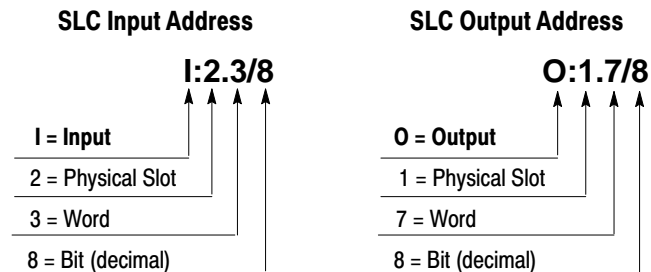 SLC Input Address
I:2.3/8
I = Input
2 = Physical Slot
3 = Word
8 = Bit (decimal)
SLC Output Address
O:1.7/8
O = Output
1 = Physical Slot
7 = Word
8 = Bit (decimal)